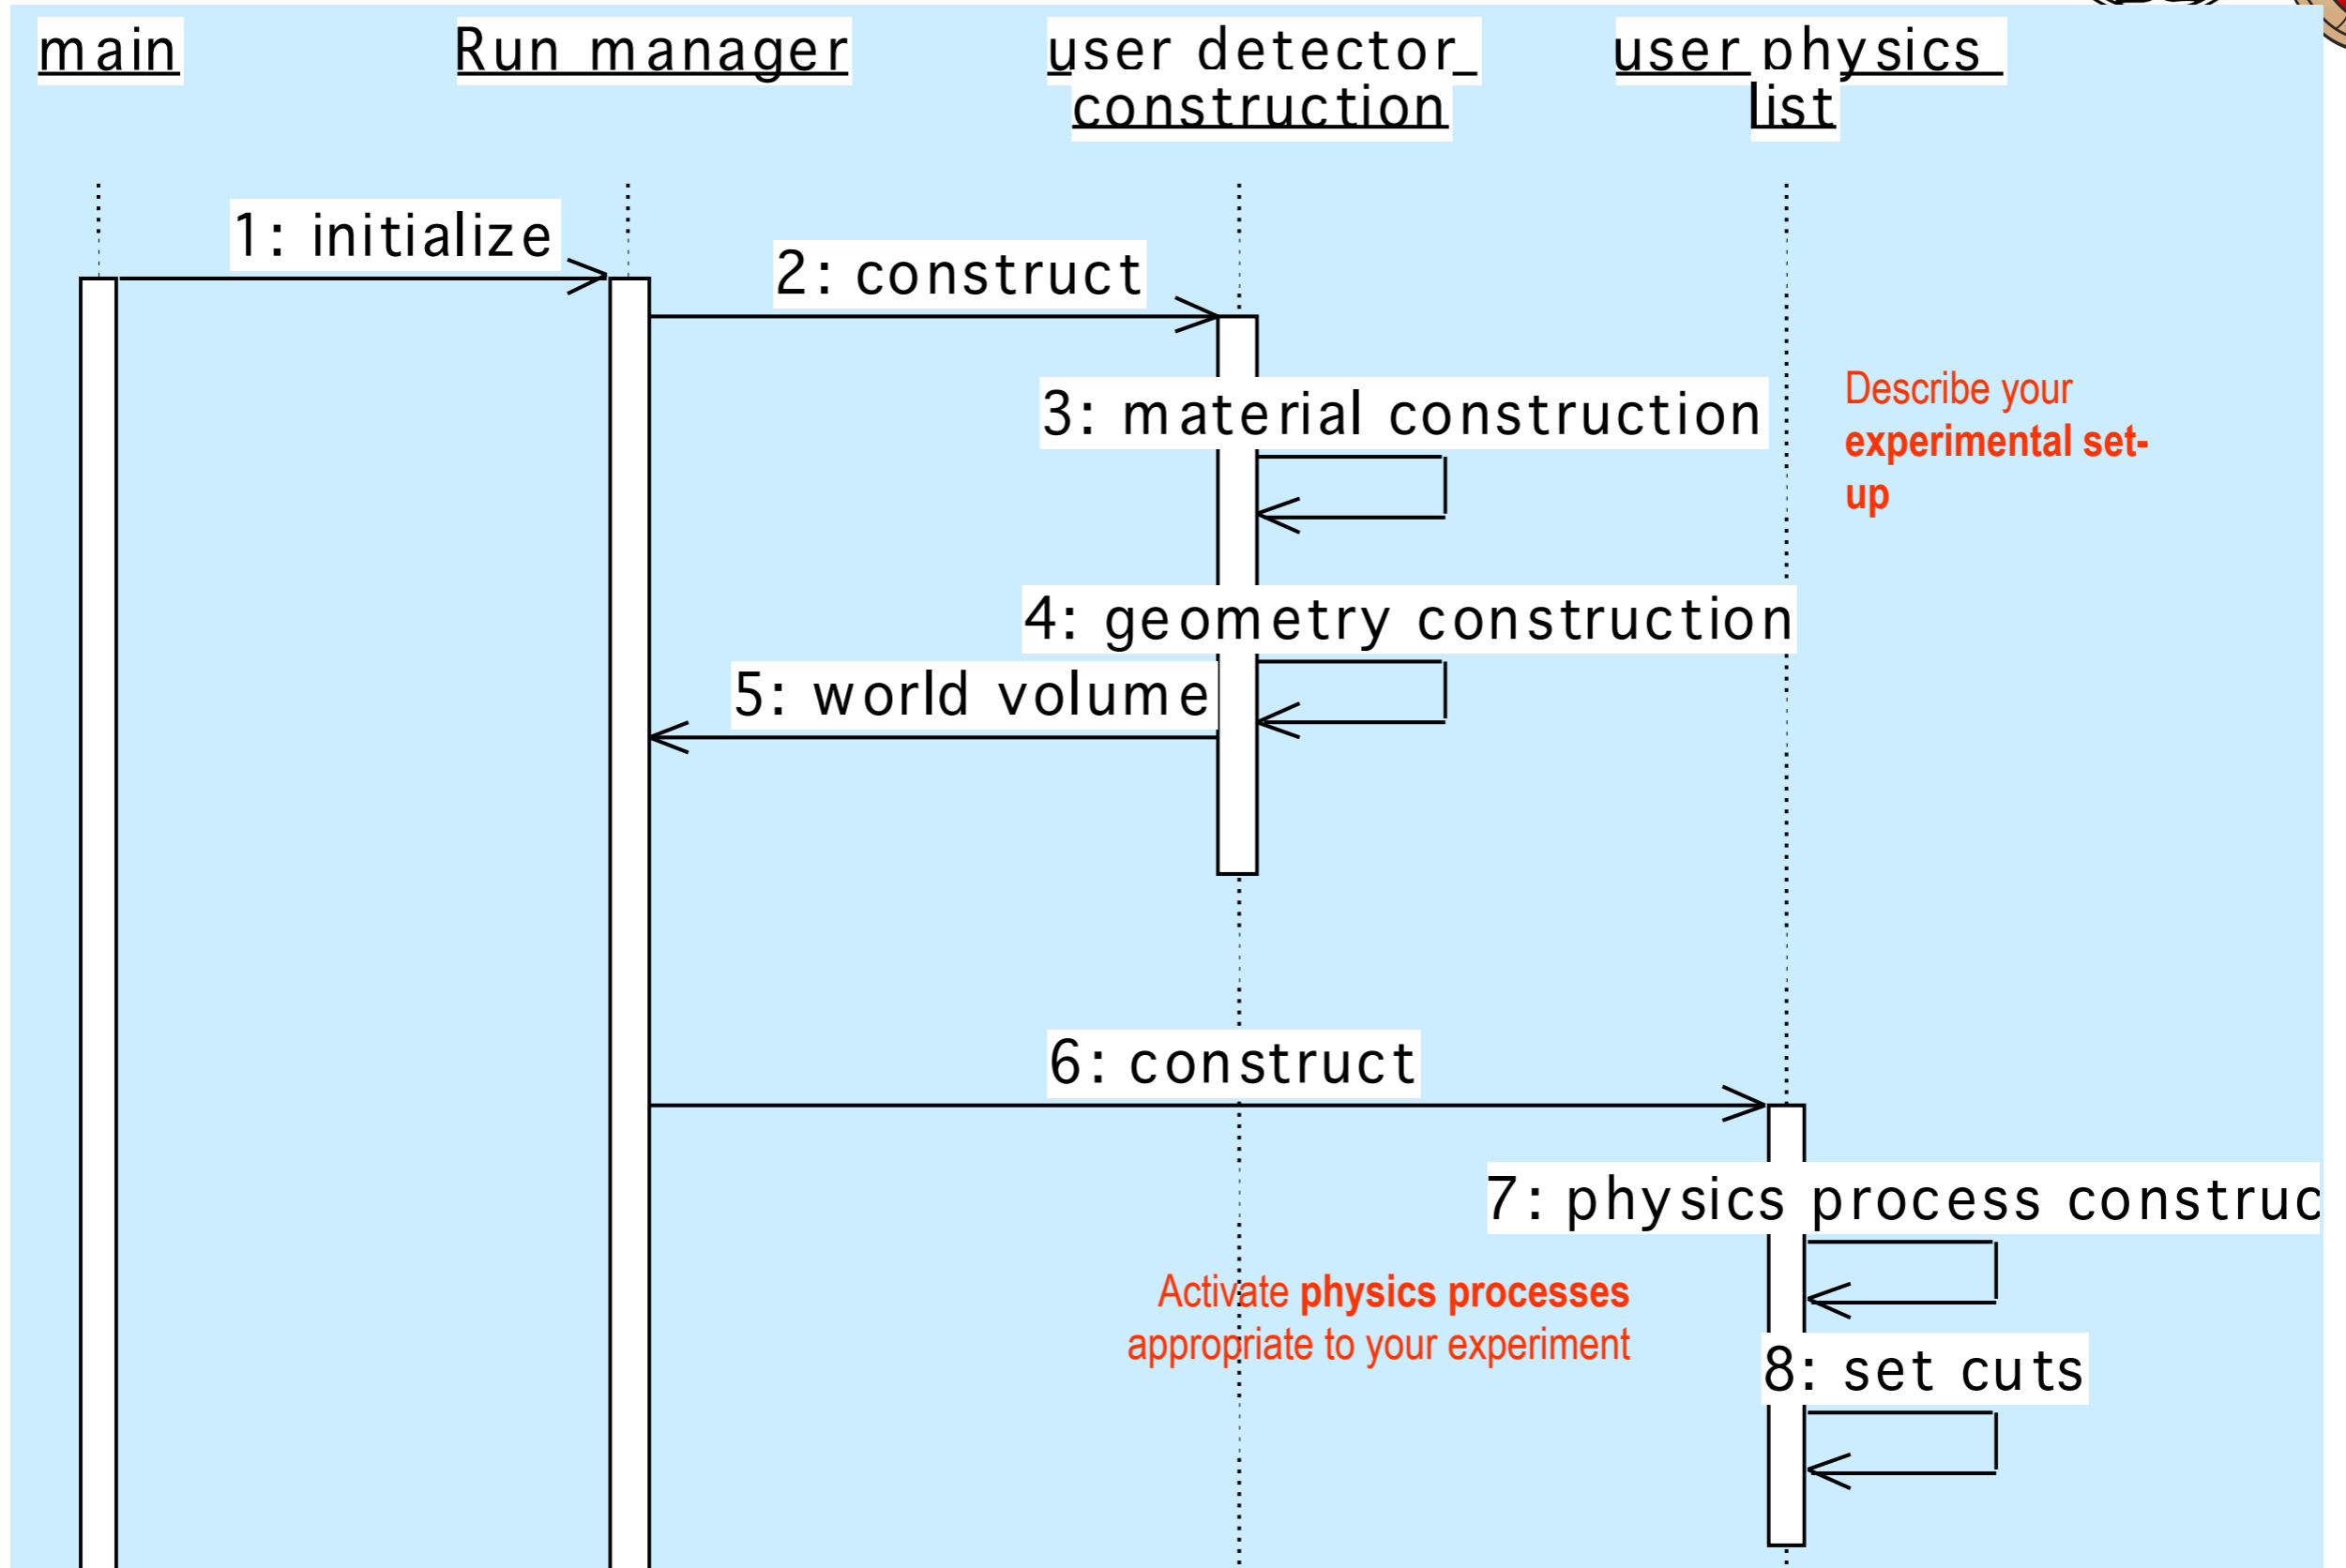 main
Run manager
user detector
construction
user physics
list
1: initialize
2: construct
3: material construction
Describe your
experimental set-
up
4: geometry construction
5: world volume
6: construct
7: physics process construc
Activate physics processes
appropriate to your experiment
8: set cuts